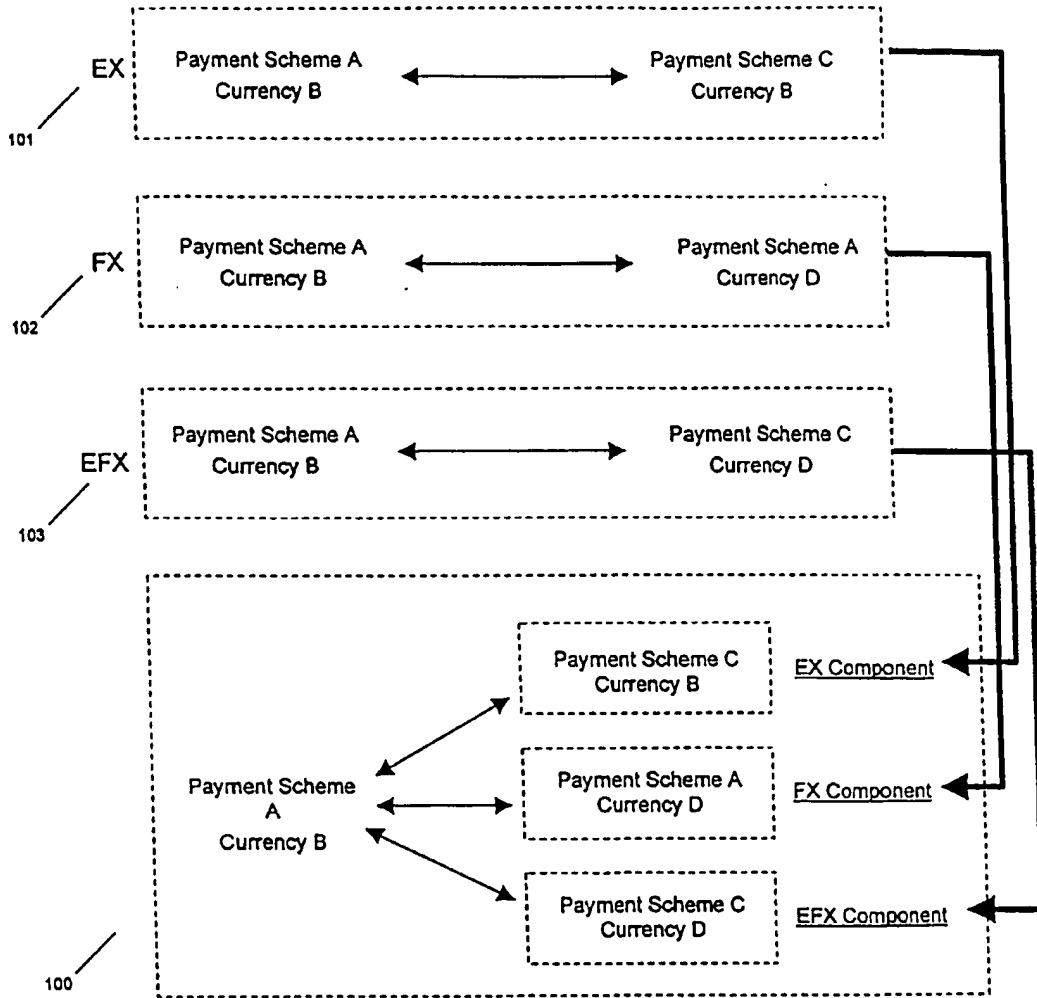 EX
Payment Scheme A
Currency B
Payment Scheme C
Currency B
101
FX
Payment Scheme A
Currency B
Payment Scheme A
Currency D
102
EFX
Payment Scheme A
Currency B
Payment Scheme C
Currency D
103
Payment Scheme C
Currency B
EX Component
Payment Scheme
A
Currency B
Payment Scheme A
Currency D
FX Component
Payment Scheme C
Currency D
EFX Component
100